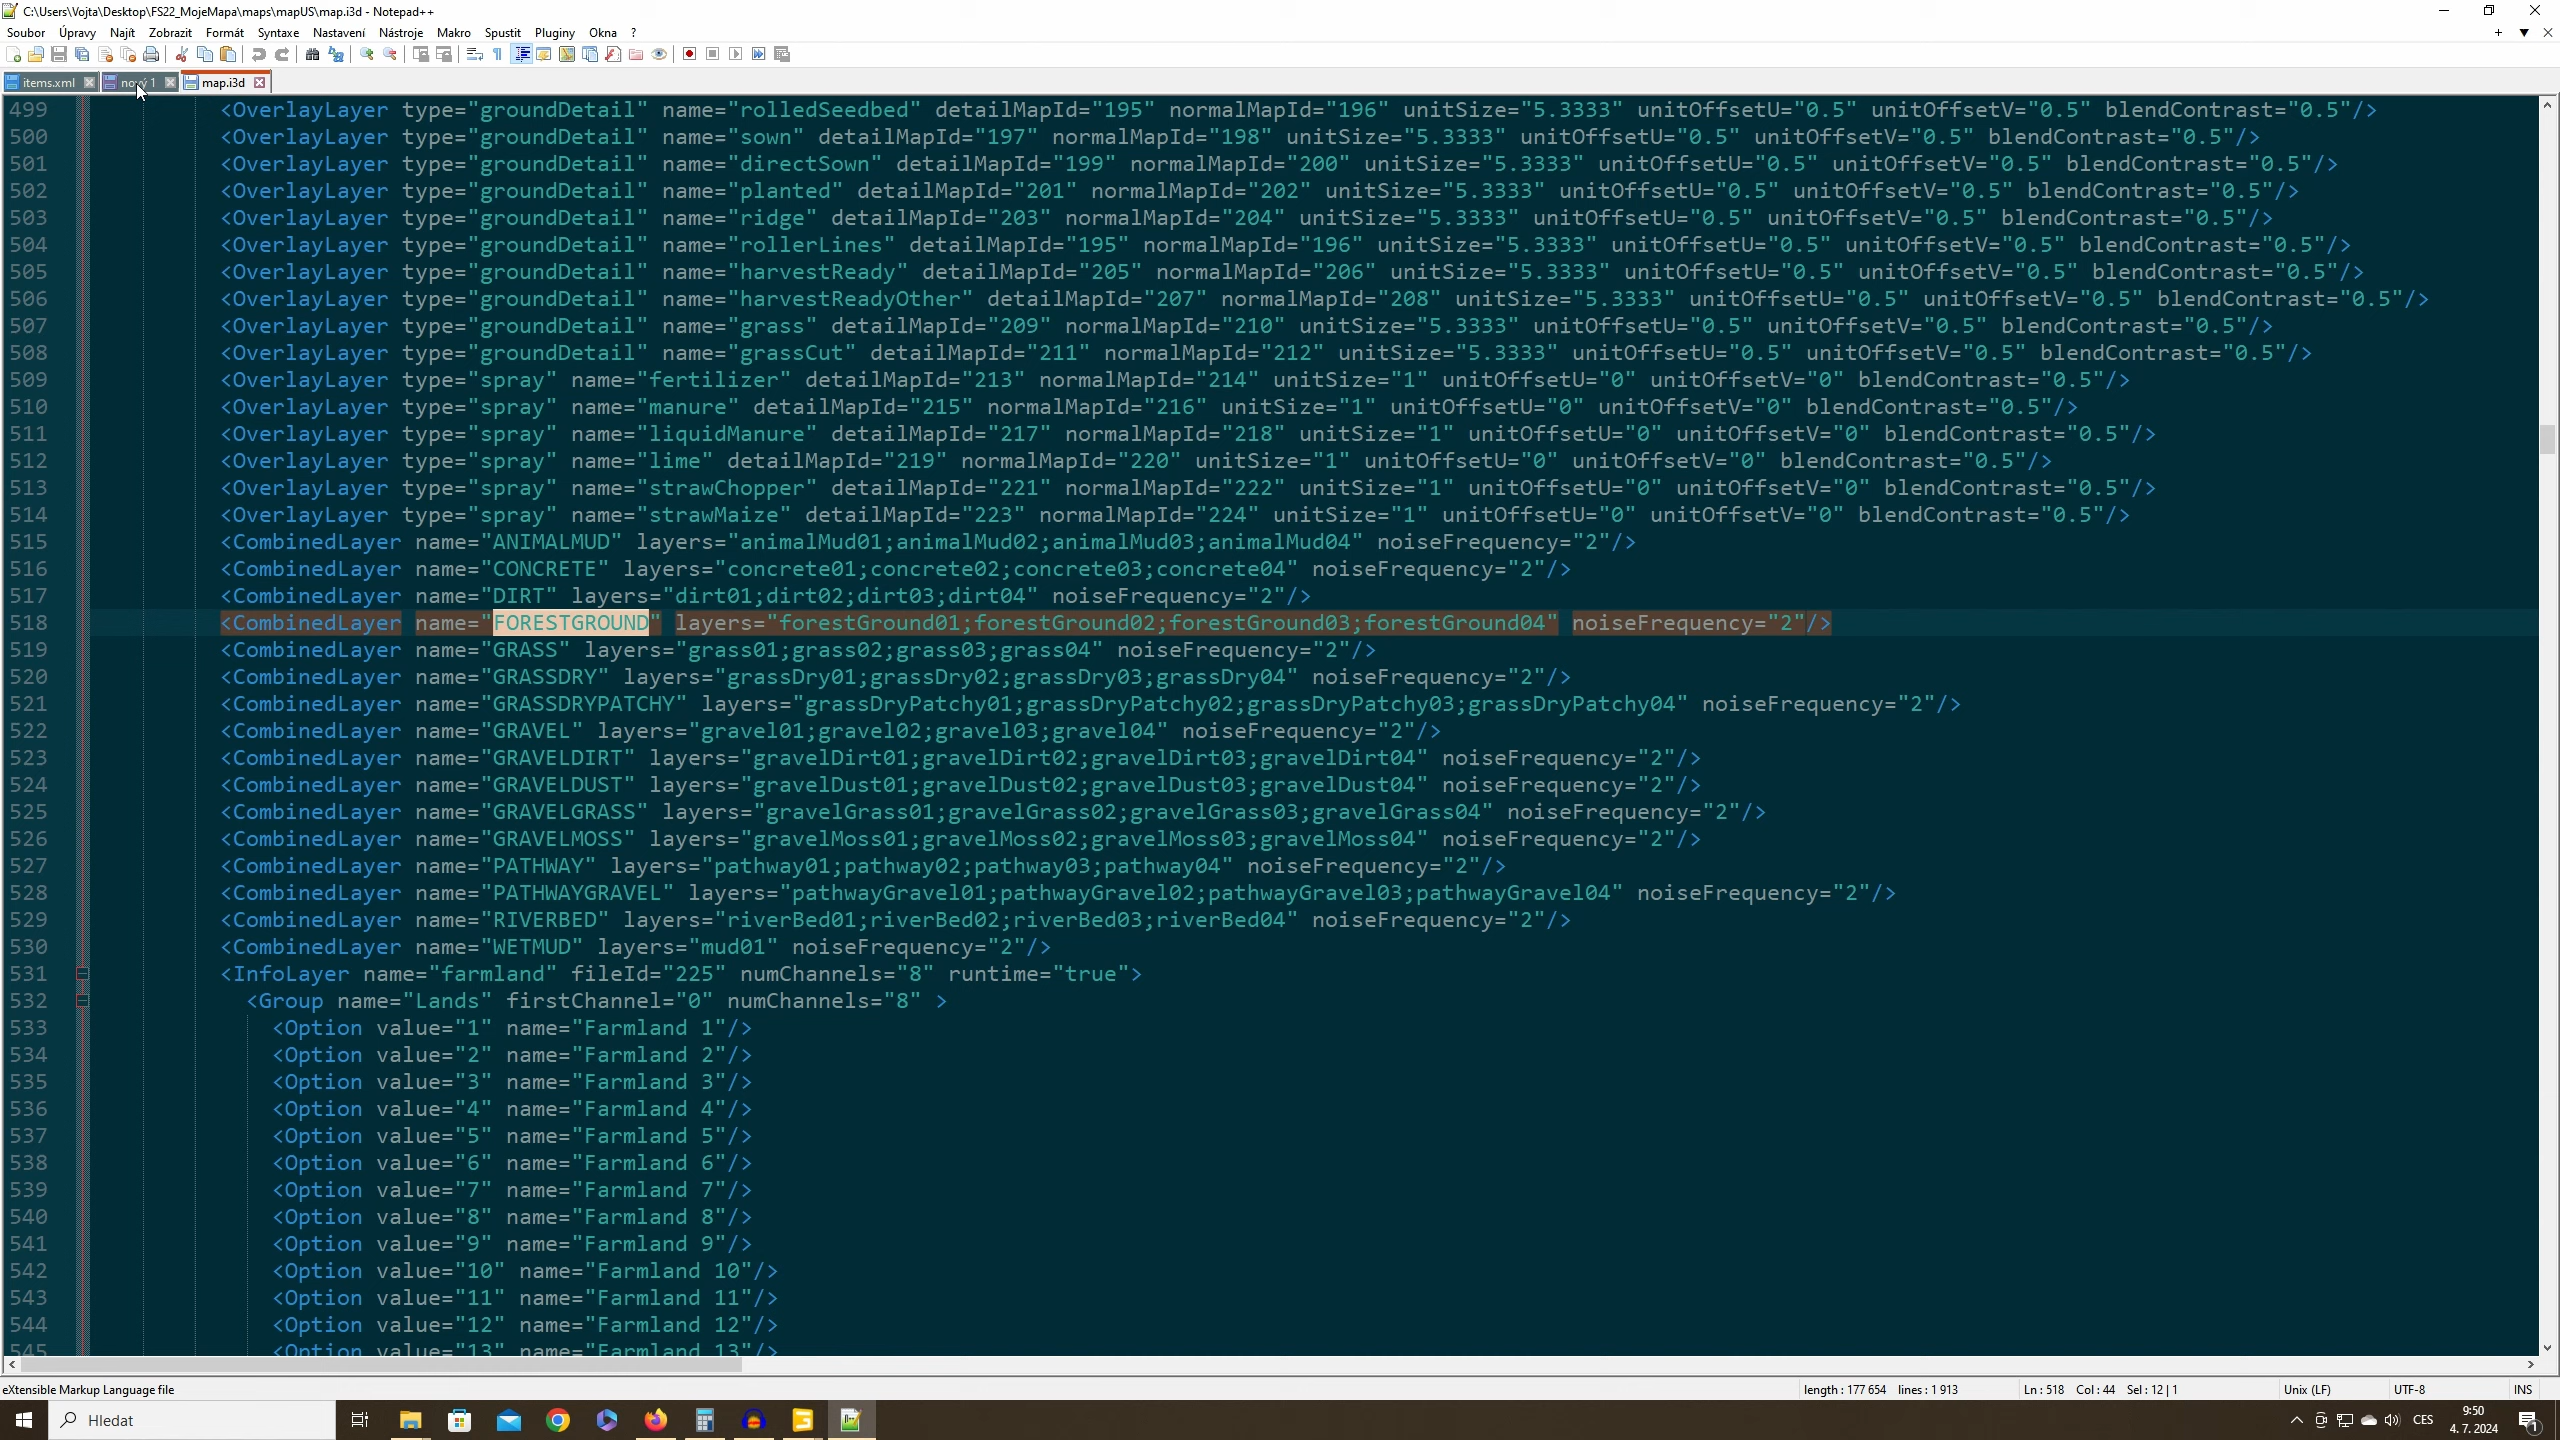 C:\Users\Vojta\Desktop\FS22_MojeMapa\maps\mapUS\map.i3d - Notepad++
Soubor Úpravy Najít Zobrazit Formát Syntaxe Nastavení Nástroje Makro Spustit Pluginy Okna ?
items.xml nový 1 map.i3d
499 <OverlayLayer type="groundDetail" name="rolledSeedbed" detailMapId="195" normalMapId="196" unitSize="5.3333" unitOffsetU="0.5" unitOffsetV="0.5" blendContrast="0.5"/>
500 <OverlayLayer type="groundDetail" name="sown" detailMapId="197" normalMapId="198" unitSize="5.3333" unitOffsetU="0.5" unitOffsetV="0.5" blendContrast="0.5"/>
501 <OverlayLayer type="groundDetail" name="directSown" detailMapId="199" normalMapId="200" unitSize="5.3333" unitOffsetU="0.5" unitOffsetV="0.5" blendContrast="0.5"/>
502 <OverlayLayer type="groundDetail" name="planted" detailMapId="201" normalMapId="202" unitSize="5.3333" unitOffsetU="0.5" unitOffsetV="0.5" blendContrast="0.5"/>
503 <OverlayLayer type="groundDetail" name="ridge" detailMapId="203" normalMapId="204" unitSize="5.3333" unitOffsetU="0.5" unitOffsetV="0.5" blendContrast="0.5"/>
504 <OverlayLayer type="groundDetail" name="rollerLines" detailMapId="195" normalMapId="196" unitSize="5.3333" unitOffsetU="0.5" unitOffsetV="0.5" blendContrast="0.5"/>
505 <OverlayLayer type="groundDetail" name="harvestReady" detailMapId="205" normalMapId="206" unitSize="5.3333" unitOffsetU="0.5" unitOffsetV="0.5" blendContrast="0.5"/>
506 <OverlayLayer type="groundDetail" name="harvestReadyOther" detailMapId="207" normalMapId="208" unitSize="5.3333" unitOffsetU="0.5" unitOffsetV="0.5" blendContrast="0.5"/>
507 <OverlayLayer type="groundDetail" name="grass" detailMapId="209" normalMapId="210" unitSize="5.3333" unitOffsetU="0.5" unitOffsetV="0.5" blendContrast="0.5"/>
508 <OverlayLayer type="groundDetail" name="grassCut" detailMapId="211" normalMapId="212" unitSize="5.3333" unitOffsetU="0.5" unitOffsetV="0.5" blendContrast="0.5"/>
509 <OverlayLayer type="spray" name="fertilizer" detailMapId="213" normalMapId="214" unitSize="1" unitOffsetU="0" unitOffsetV="0" blendContrast="0.5"/>
510 <OverlayLayer type="spray" name="manure" detailMapId="215" normalMapId="216" unitSize="1" unitOffsetU="0" unitOffsetV="0" blendContrast="0.5"/>
511 <OverlayLayer type="spray" name="liquidManure" detailMapId="217" normalMapId="218" unitSize="1" unitOffsetU="0" unitOffsetV="0" blendContrast="0.5"/>
512 <OverlayLayer type="spray" name="lime" detailMapId="219" normalMapId="220" unitSize="1" unitOffsetU="0" unitOffsetV="0" blendContrast="0.5"/>
513 <OverlayLayer type="spray" name="strawChopper" detailMapId="221" normalMapId="222" unitSize="1" unitOffsetU="0" unitOffsetV="0" blendContrast="0.5"/>
514 <OverlayLayer type="spray" name="strawMaize" detailMapId="223" normalMapId="224" unitSize="1" unitOffsetU="0" unitOffsetV="0" blendContrast="0.5"/>
515 <CombinedLayer name="ANIMALMUD" layers="animalMud01;animalMud02;animalMud03;animalMud04" noiseFrequency="2"/>
516 <CombinedLayer name="CONCRETE" layers="concrete01;concrete02;concrete03;concrete04" noiseFrequency="2"/>
517 <CombinedLayer name="DIRT" layers="dirt01;dirt02;dirt03;dirt04" noiseFrequency="2"/>
518 <CombinedLayer name="FORESTGROUND" layers="forestGround01;forestGround02;forestGround03;forestGround04" noiseFrequency="2"/>
519 <CombinedLayer name="GRASS" layers="grass01;grass02;grass03;grass04" noiseFrequency="2"/>
520 <CombinedLayer name="GRASSDRY" layers="grassDry01;grassDry02;grassDry03;grassDry04" noiseFrequency="2"/>
521 <CombinedLayer name="GRASSDRYPATCHY" layers="grassDryPatchy01;grassDryPatchy02;grassDryPatchy03;grassDryPatchy04" noiseFrequency="2"/>
522 <CombinedLayer name="GRAVEL" layers="gravel01;gravel02;gravel03;gravel04" noiseFrequency="2"/>
523 <CombinedLayer name="GRAVELDIRT" layers="gravelDirt01;gravelDirt02;gravelDirt03;gravelDirt04" noiseFrequency="2"/>
524 <CombinedLayer name="GRAVELDUST" layers="gravelDust01;gravelDust02;gravelDust03;gravelDust04" noiseFrequency="2"/>
525 <CombinedLayer name="GRAVELGRASS" layers="gravelGrass01;gravelGrass02;gravelGrass03;gravelGrass04" noiseFrequency="2"/>
526 <CombinedLayer name="GRAVELMOSS" layers="gravelMoss01;gravelMoss02;gravelMoss03;gravelMoss04" noiseFrequency="2"/>
527 <CombinedLayer name="PATHWAY" layers="pathway01;pathway02;pathway03;pathway04" noiseFrequency="2"/>
528 <CombinedLayer name="PATHWAYGRAVEL" layers="pathwayGravel01;pathwayGravel02;pathwayGravel03;pathwayGravel04" noiseFrequency="2"/>
529 <CombinedLayer name="RIVERBED" layers="riverBed01;riverBed02;riverBed03;riverBed04" noiseFrequency="2"/>
530 <CombinedLayer name="WETMUD" layers="mud01" noiseFrequency="2"/>
531 <InfoLayer name="farmland" fileId="225" numChannels="8" runtime="true">
532 <Group name="Lands" firstChannel="0" numChannels="8" >
533 <Option value="1" name="Farmland 1"/>
534 <Option value="2" name="Farmland 2"/>
535 <Option value="3" name="Farmland 3"/>
536 <Option value="4" name="Farmland 4"/>
537 <Option value="5" name="Farmland 5"/>
538 <Option value="6" name="Farmland 6"/>
539 <Option value="7" name="Farmland 7"/>
540 <Option value="8" name="Farmland 8"/>
541 <Option value="9" name="Farmland 9"/>
542 <Option value="10" name="Farmland 10"/>
543 <Option value="11" name="Farmland 11"/>
544 <Option value="12" name="Farmland 12"/>
545 <Option value="13" name="Farmland 13"/>
eXtensible Markup Language file length : 177 654 lines : 1 913 Ln : 518 Col : 44 Sel : 12 | 1 Unix (LF) UTF-8 INS
Hledat CES 9:50
4. 7. 2024